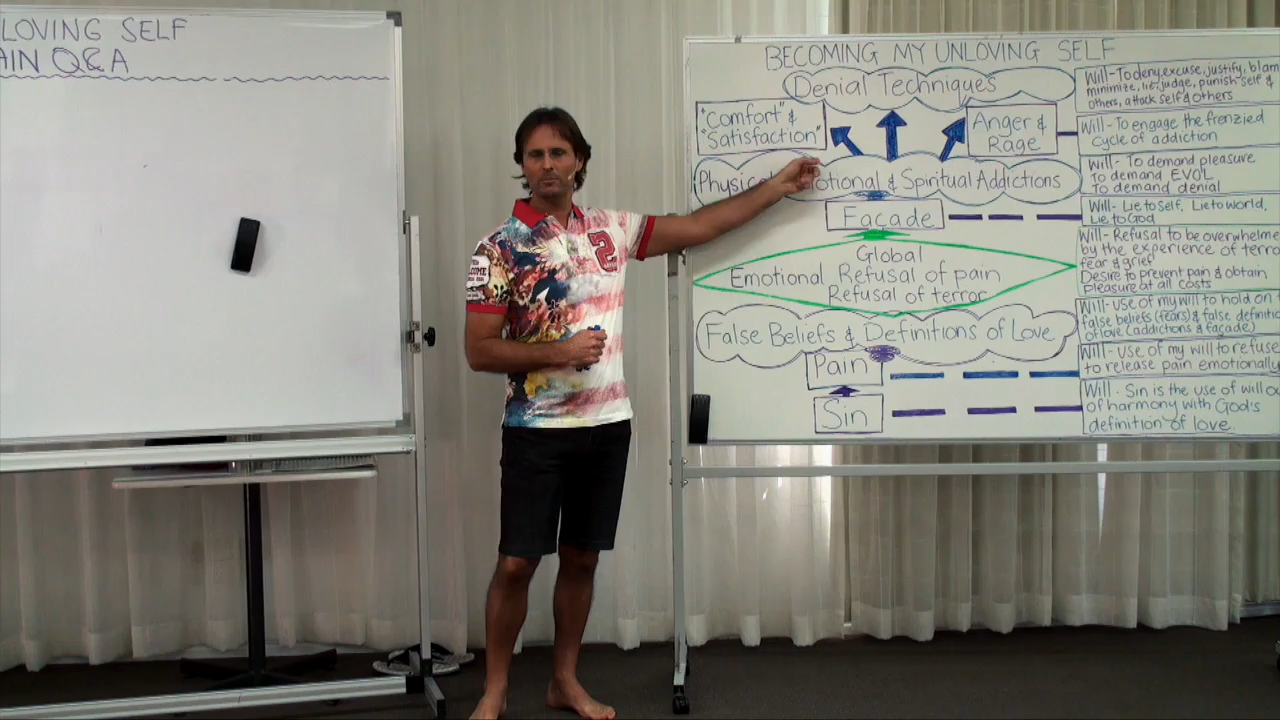 LOVING SELF
AIN Q&A
BECOMING MY UNLOVING SELF
Denial Techniques
"Comfort" &
"Satisfaction"
Anger &
Rage
Physical & Spiritual Addictions
Facade
Global
Emotional Refusal of pain
Refusal of terror
False Beliefs & Definitions of Love
Pain
Sin
Will - To deny, excuse, justify, blam
minimize, lie, judge, punish self &
others, attack self & others
Will - To engage the frenzied
cycle of addiction
Will - To demand pleasure
To demand EVOL
To demand denial
Will - Lie to self, Lie to world,
Lie to God
Will - Refusal to be overwhelme
by the experience of terro
fear & grief
Desire to prevent pain & obtain
pleasure at all costs
Will - use of my will to hold on
false beliefs (fears) & false definitio
of love (addictions & facade)
Will - use of my will to refuse
to release pain emotionally
Will - Sin is the use of will o
of harmony with God's
definition of love.
2